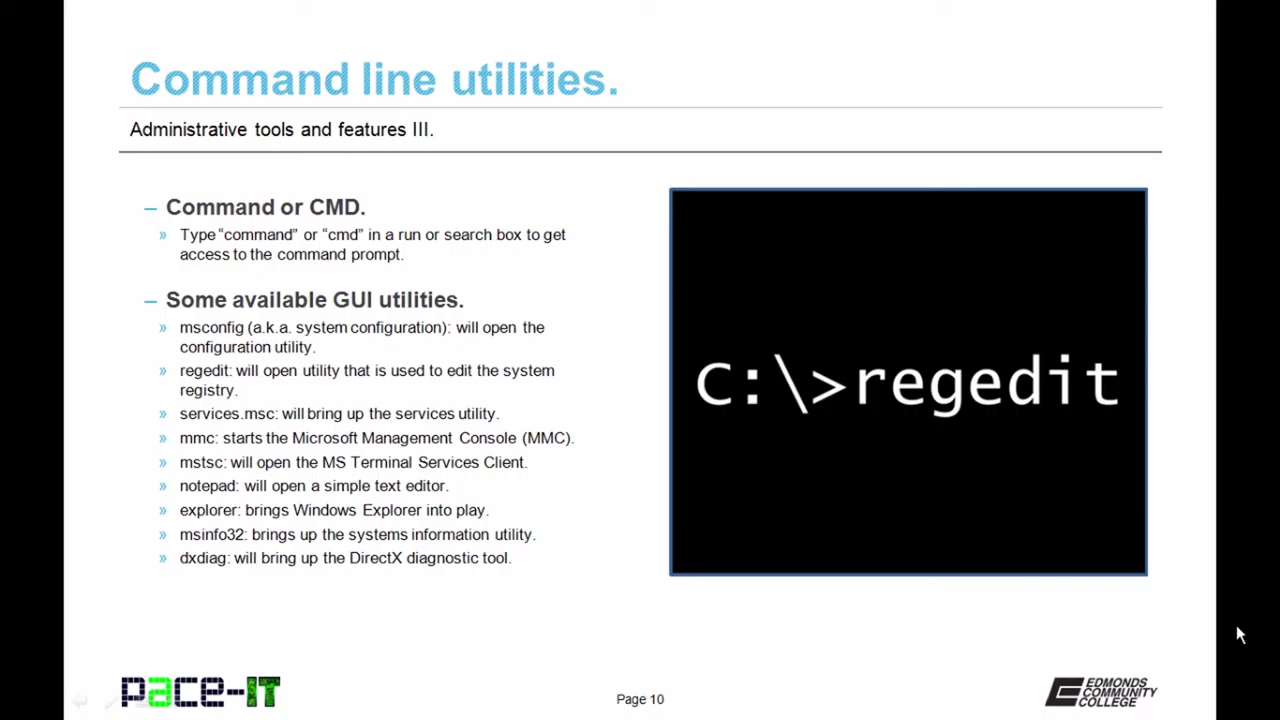 Command line utilities.
Administrative tools and features III.
– Command or CMD.
» Type “command” or “cmd” in a run or search box to get
access to the command prompt.
– Some available GUI utilities.
» msconfig (a.k.a. system configuration): will open the
configuration utility.
» regedit: will open utility that is used to edit the system
registry.
» services.msc: will bring up the services utility.
» mmc: starts the Microsoft Management Console (MMC).
» mstsc: will open the MS Terminal Services Client.
» notepad: will open a simple text editor.
» explorer: brings Windows Explorer into play.
» msinfo32: brings up the systems information utility.
» dxdiag: will bring up the DirectX diagnostic tool.
C:\>regedit
pace-IT
Page 10
EDMONDS
COMMUNITY
COLLEGE